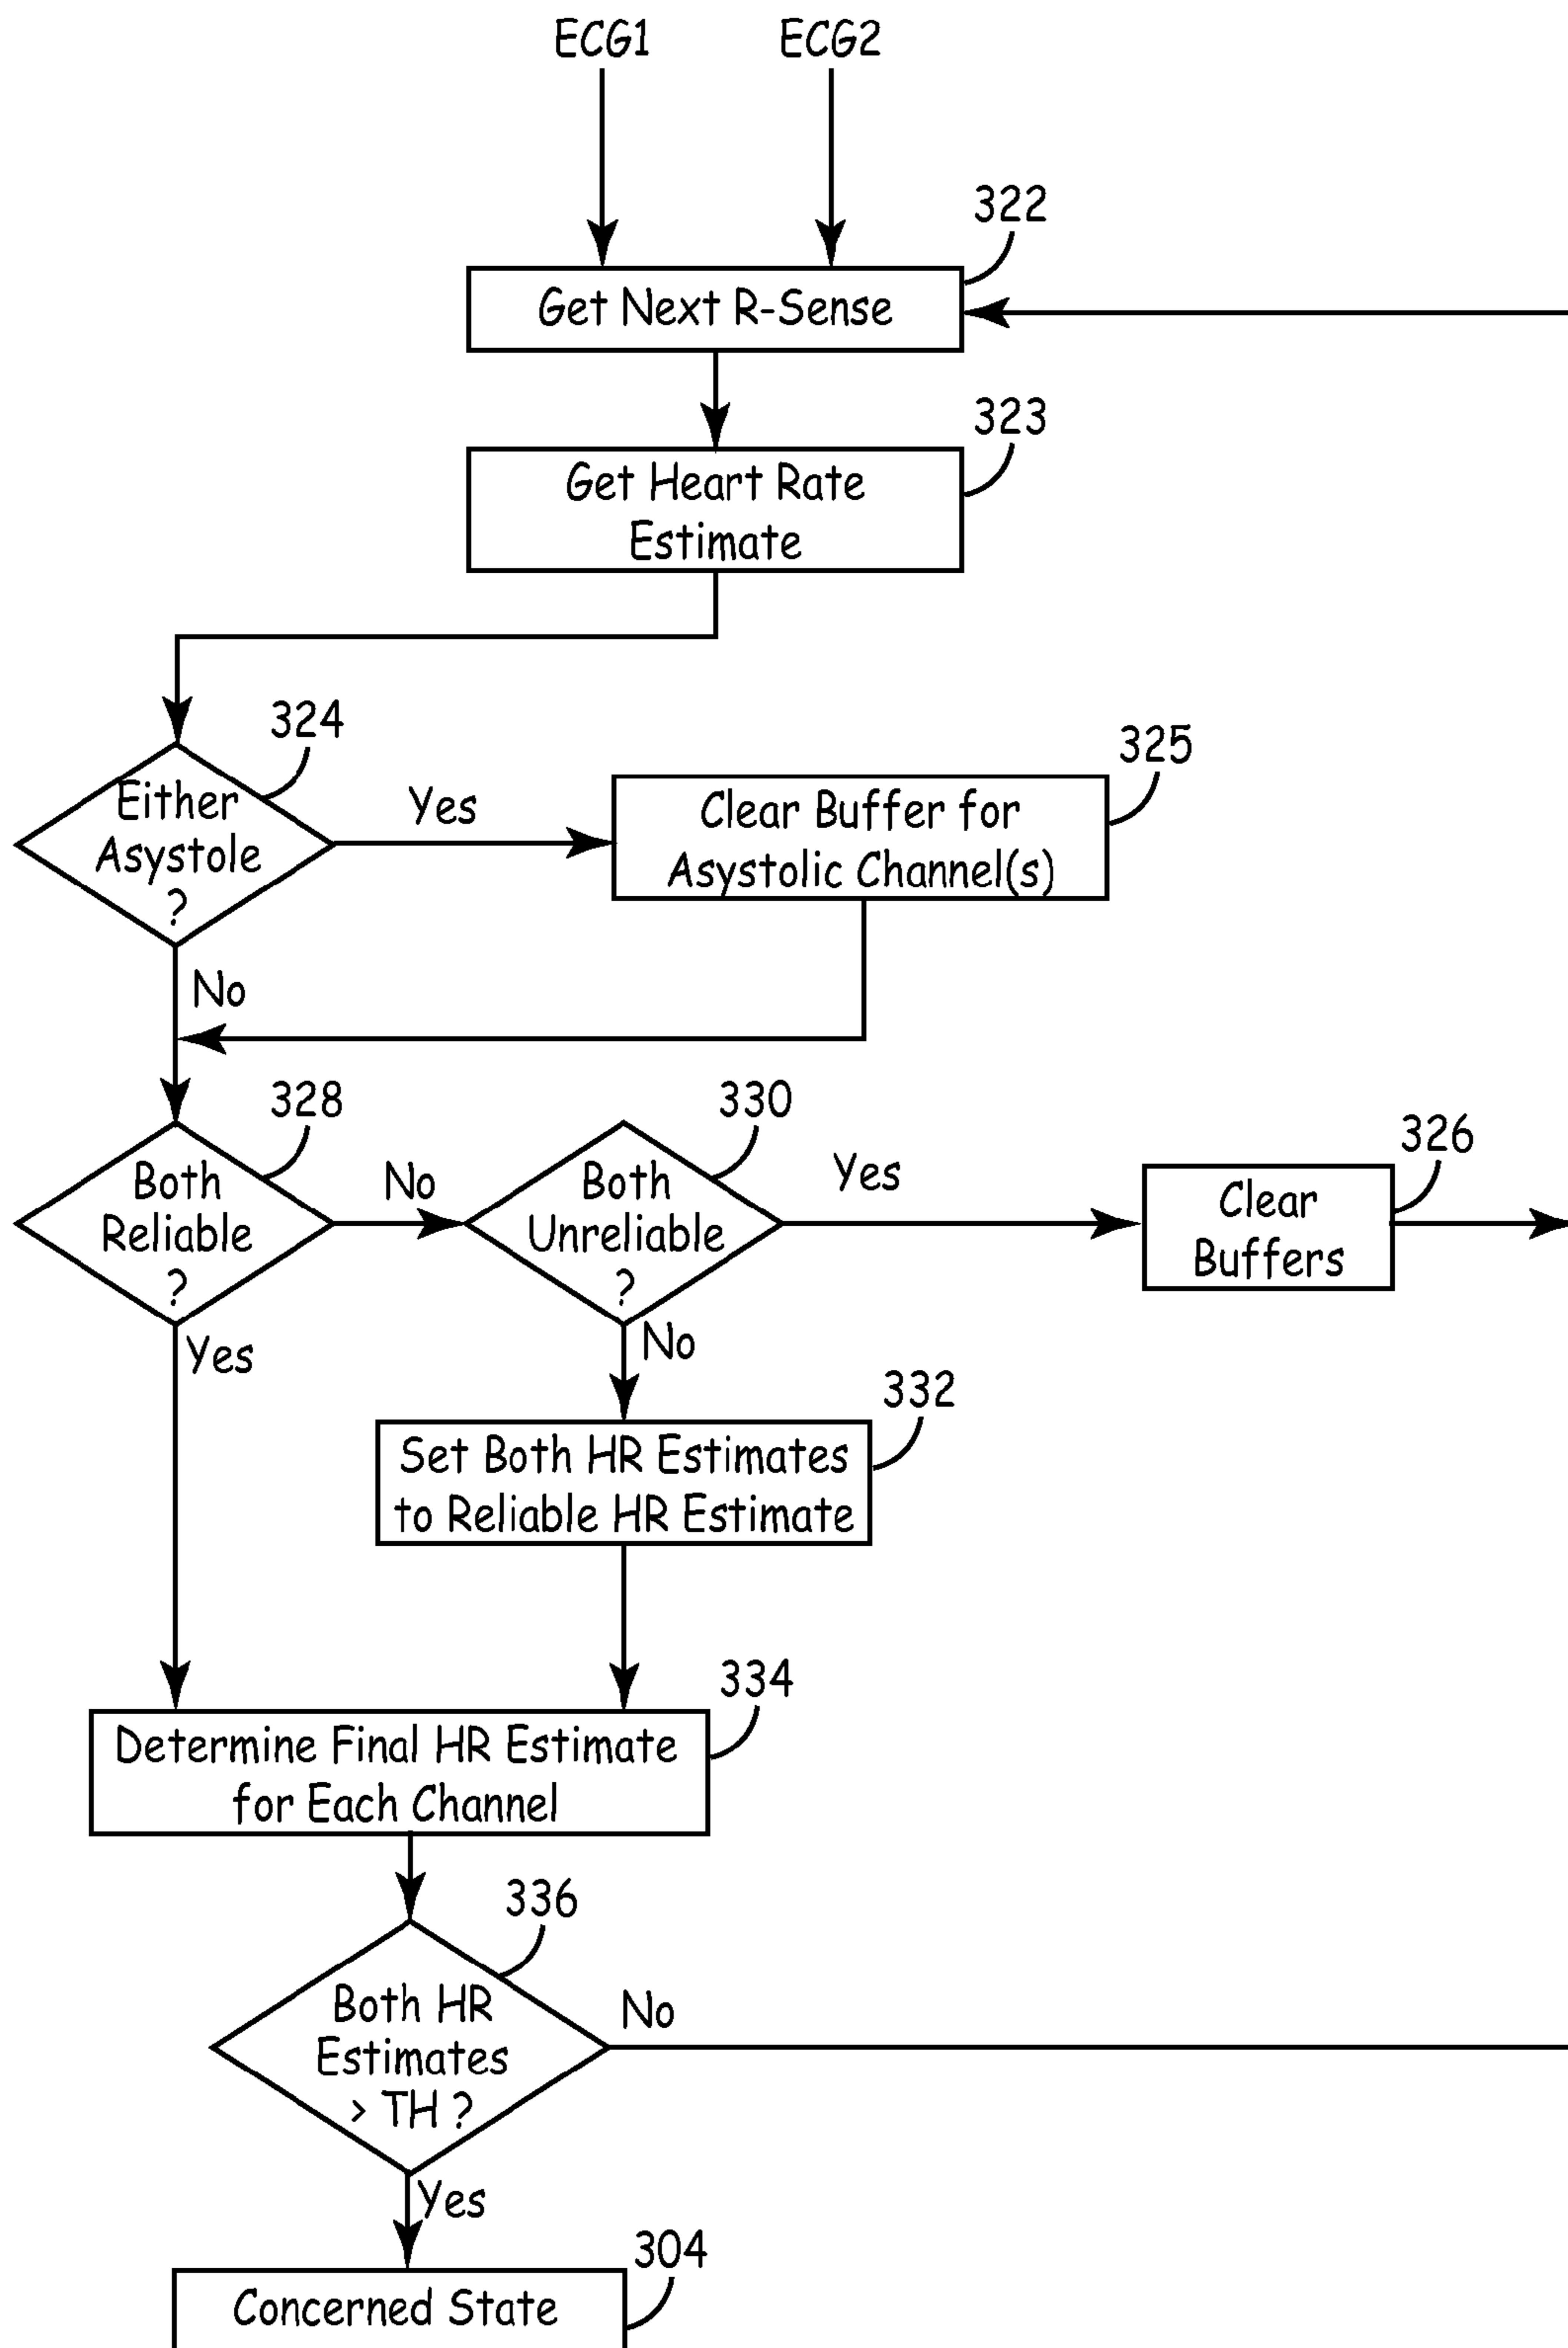 ECG1
ECG2
322
Get Next R-Sense
323
Get Heart Rate
Estimate
324
Either
Asystole
?
Yes
325
Clear Buffer for
Asystolic Channel(s)
No
328
Both
Reliable
?
No
330
Both
Unreliable
?
Yes
326
Clear
Buffers
Yes
No
332
Set Both HR Estimates
to Reliable HR Estimate
334
Determine Final HR Estimate
for Each Channel
336
Both HR
Estimates
> TH ?
No
Yes
304
Concerned State